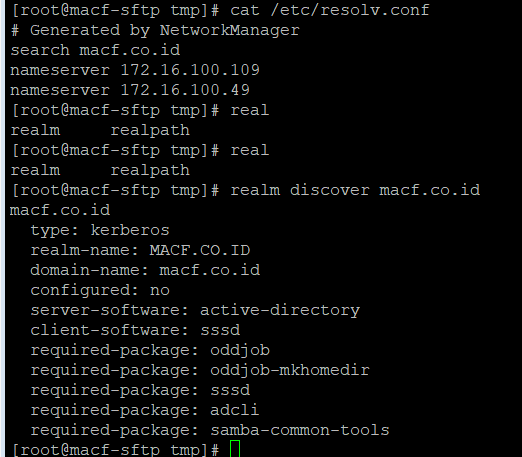 [root@macf-sftp tmp]# cat /etc/resolv.conf
# Generated by NetworkManager
search macf.co.id
nameserver 172.16.100.109
nameserver 172.16.100.49
[root@macf-sftp tmp]# real
realm     realpath
[root@macf-sftp tmp]# real
realm     realpath
[root@macf-sftp tmp]# realm discover macf.co.id
macf.co.id
  type: kerberos
  realm-name: MACF.CO.ID
  domain-name: macf.co.id
  configured: no
  server-software: active-directory
  client-software: sssd
  required-package: oddjob
  required-package: oddjob-mkhomedir
  required-package: sssd
  required-package: adcli
  required-package: samba-common-tools
[root@macf-sftp tmp]#